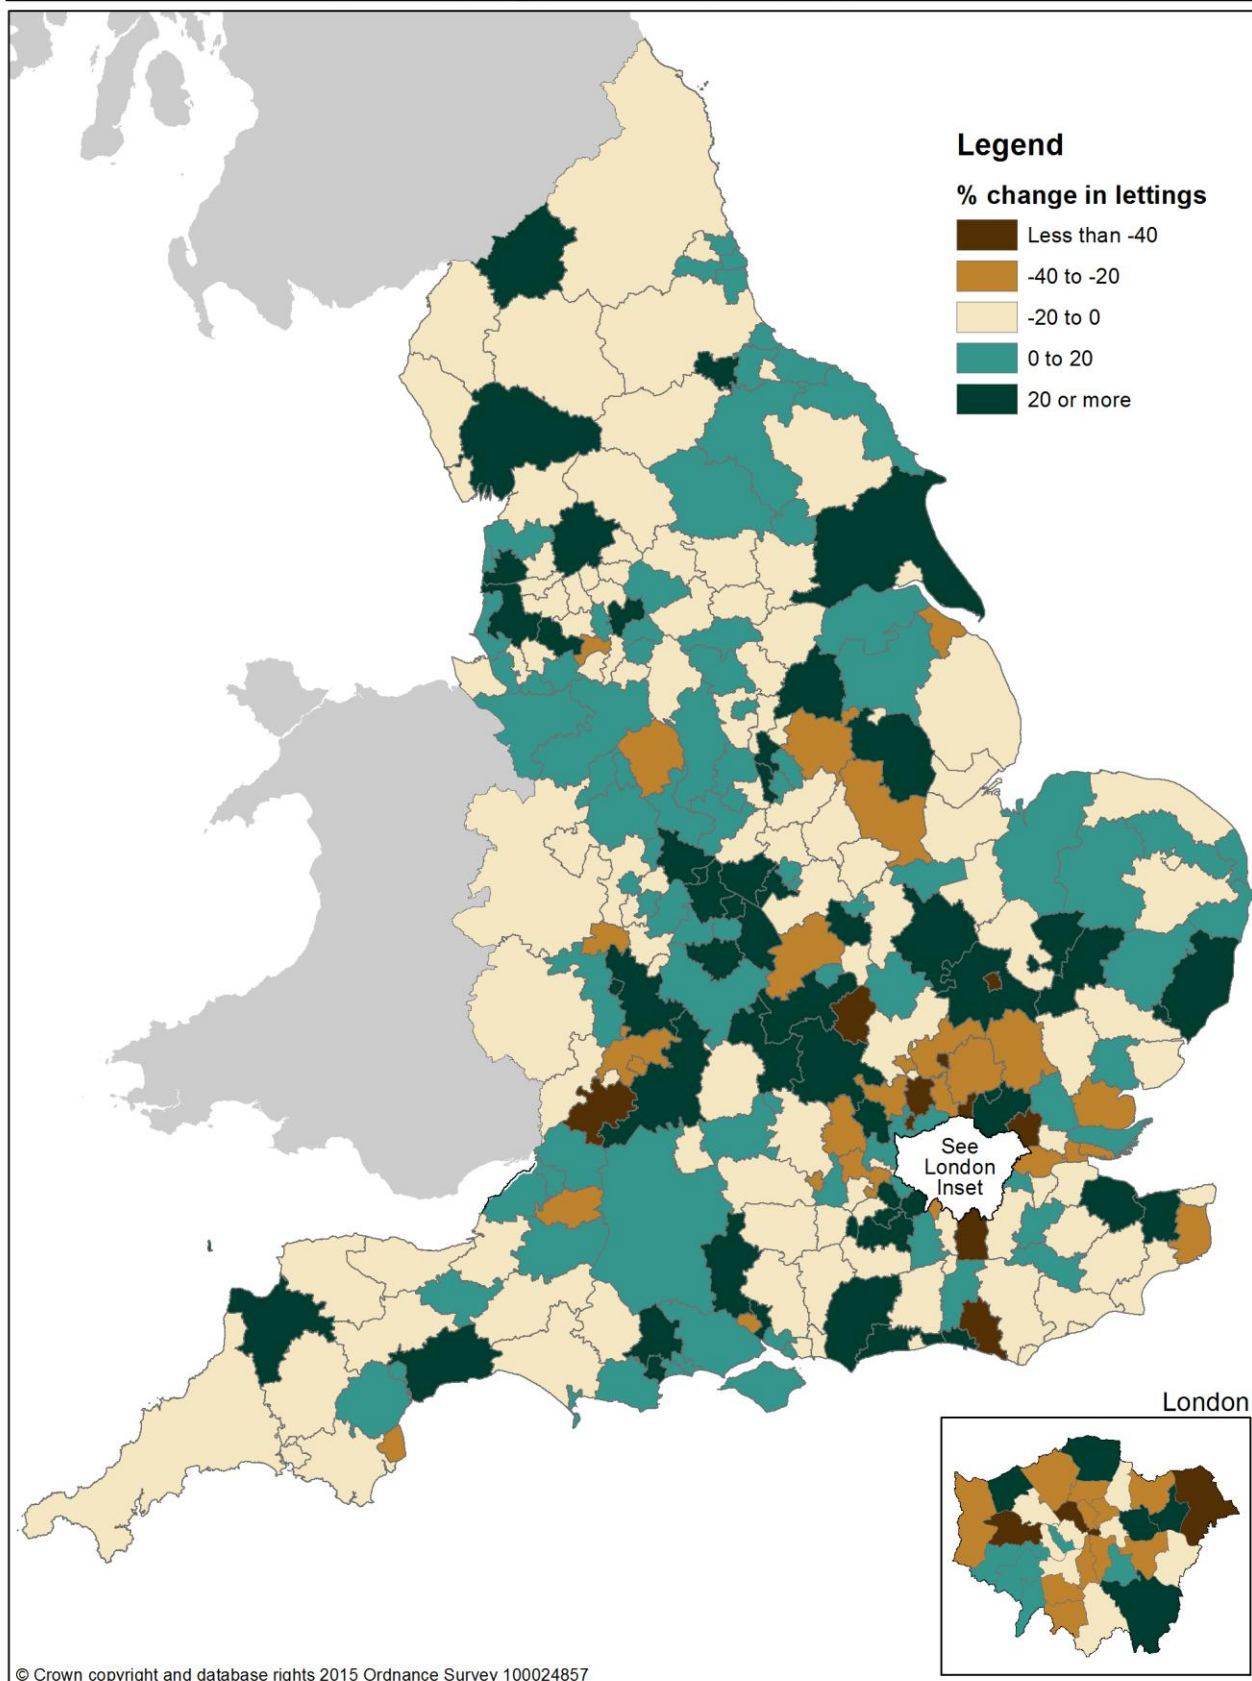 Legend
% change in lettings
Less than -40
-40 to -20
-20 to 0
0 to 20
20 or more
See
London
Inset
London
© Crown copyright and database rights 2015 Ordnance Survey 100024857